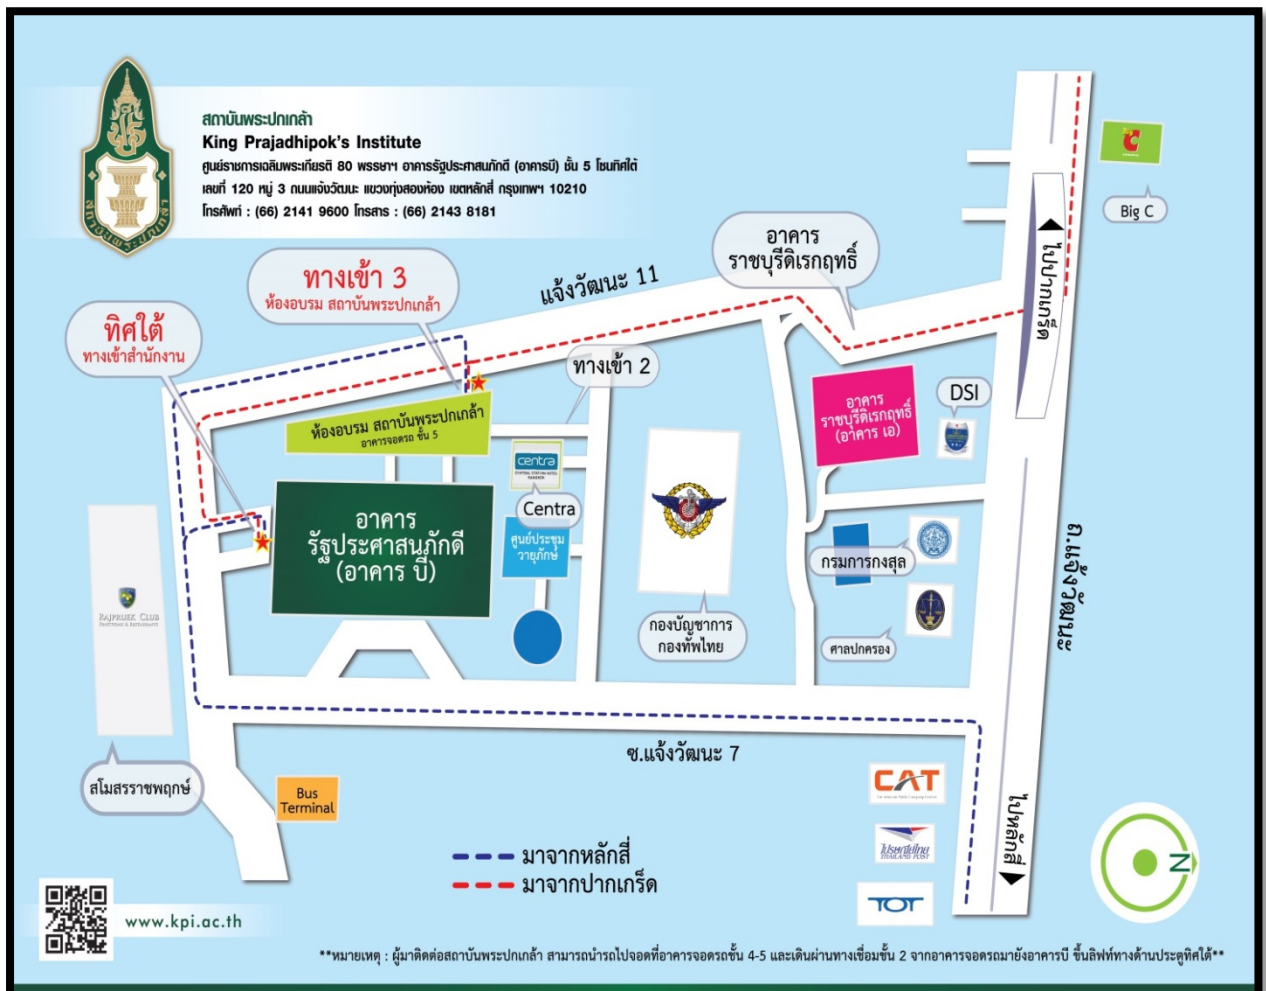 สถาบันพระปกเกล้า
King Prajadhipok's Institute
ศูนย์ราชการเฉลิมพระเกียรติ 80 พรรษาฯ อาคารรัฐประศาสนภักดี (อาคารบี) ชั้น 5 โซนทิศใต้
เลขที่ 120 หมู่ 3 ถนนแจ้งวัฒนะ แขวงทุ่งสองห้อง เขตหลักสี่ กรุงเทพฯ 10210
โทรศัพท์ : (66) 2141 9600 โทรสาร : (66) 2143 8181
สถาบันพระปกเกล้า
Big C
ไปปากเกร็ด
อาคาร
ราชบุรีดิเรกฤทธิ์
แจ้งวัฒนะ 11
ทางเข้า 3
ห้องอบรม สถาบันพระปกเกล้า
ทิศใต้
ทางเข้าสำนักงาน
ทางเข้า 2
ห้องอบรม สถาบันพระปกเกล้า
อาคารจอดรถ ชั้น 5
อาคาร
ราชบุรีดิเรกฤทธิ์
(อาคาร เอ)
DSI
centra
Centra
อาคาร
รัฐประศาสนภักดี
(อาคาร บี)
ศูนย์ประชุม
วายุภักษ์
กรมการกงสุล
ถ.แจ้งวัฒนะ
RAJPRUEK CLUB
กองบัญชาการ
กองทัพไทย
ศาลปกครอง
ซ.แจ้งวัฒนะ 7
สโมสรราชพฤกษ์
Bus
Terminal
CAT
ไปหลักสี่
ไปรษณีย์ไทย
THAILAND POST
TOT
N
มาจากหลักสี่
มาจากปากเกร็ด
www.kpi.ac.th
**หมายเหตุ : ผู้มาติดต่อสถาบันพระปกเกล้า สามารถนำรถไปจอดที่อาคารจอดรถชั้น 4-5 และเดินผ่านทางเชื่อมชั้น 2 จากอาคารจอดรถมายังอาคารบี ขึ้นลิฟท์ทางด้านประตูทิศใต้**